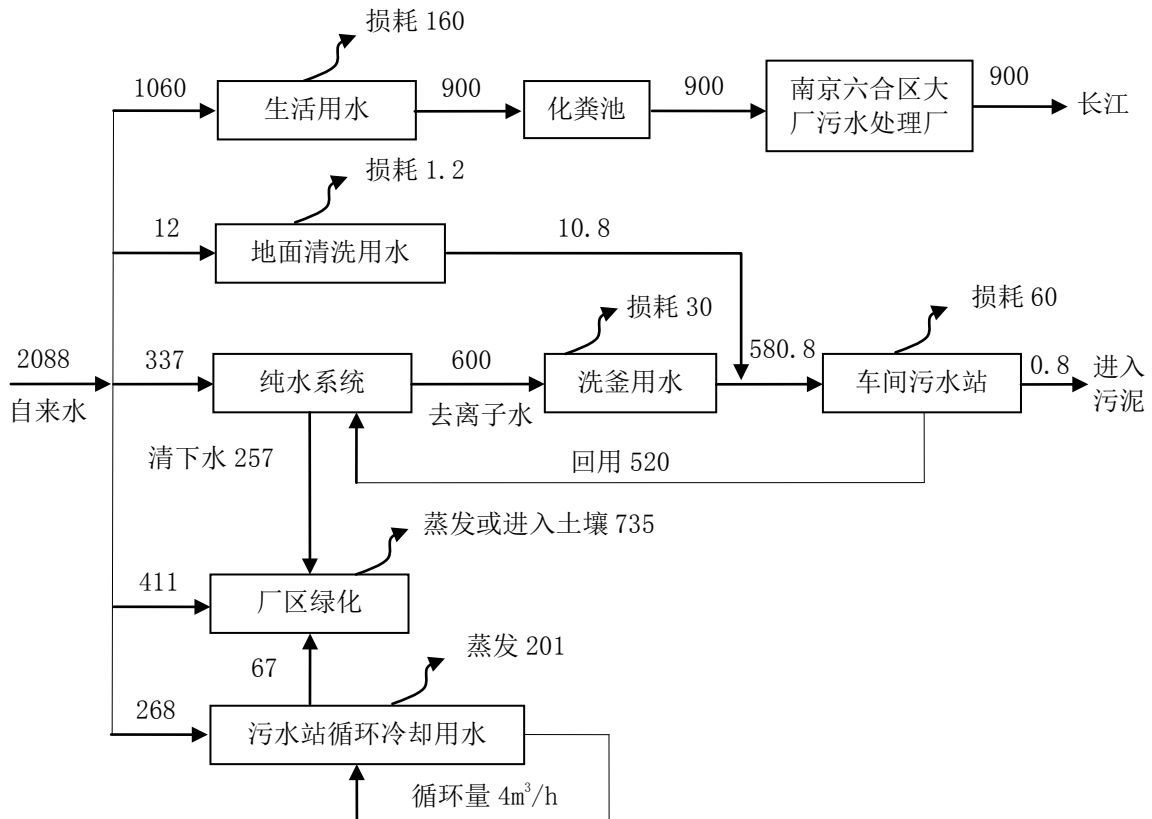 损耗 160
1060
生活用水
900
化粪池
900
南京六合区大
厂污水处理厂
900
长江
损耗 1.2
12
地面清洗用水
10.8
损耗 30
损耗 60
2088
自来水
337
纯水系统
600
去离子水
洗釜用水
580.8
车间污水站
0.8
进入
污泥
清下水 257
回用 520
蒸发或进入土壤 735
411
厂区绿化
67
蒸发 201
268
污水站循环冷却用水
循环量 4m³/h